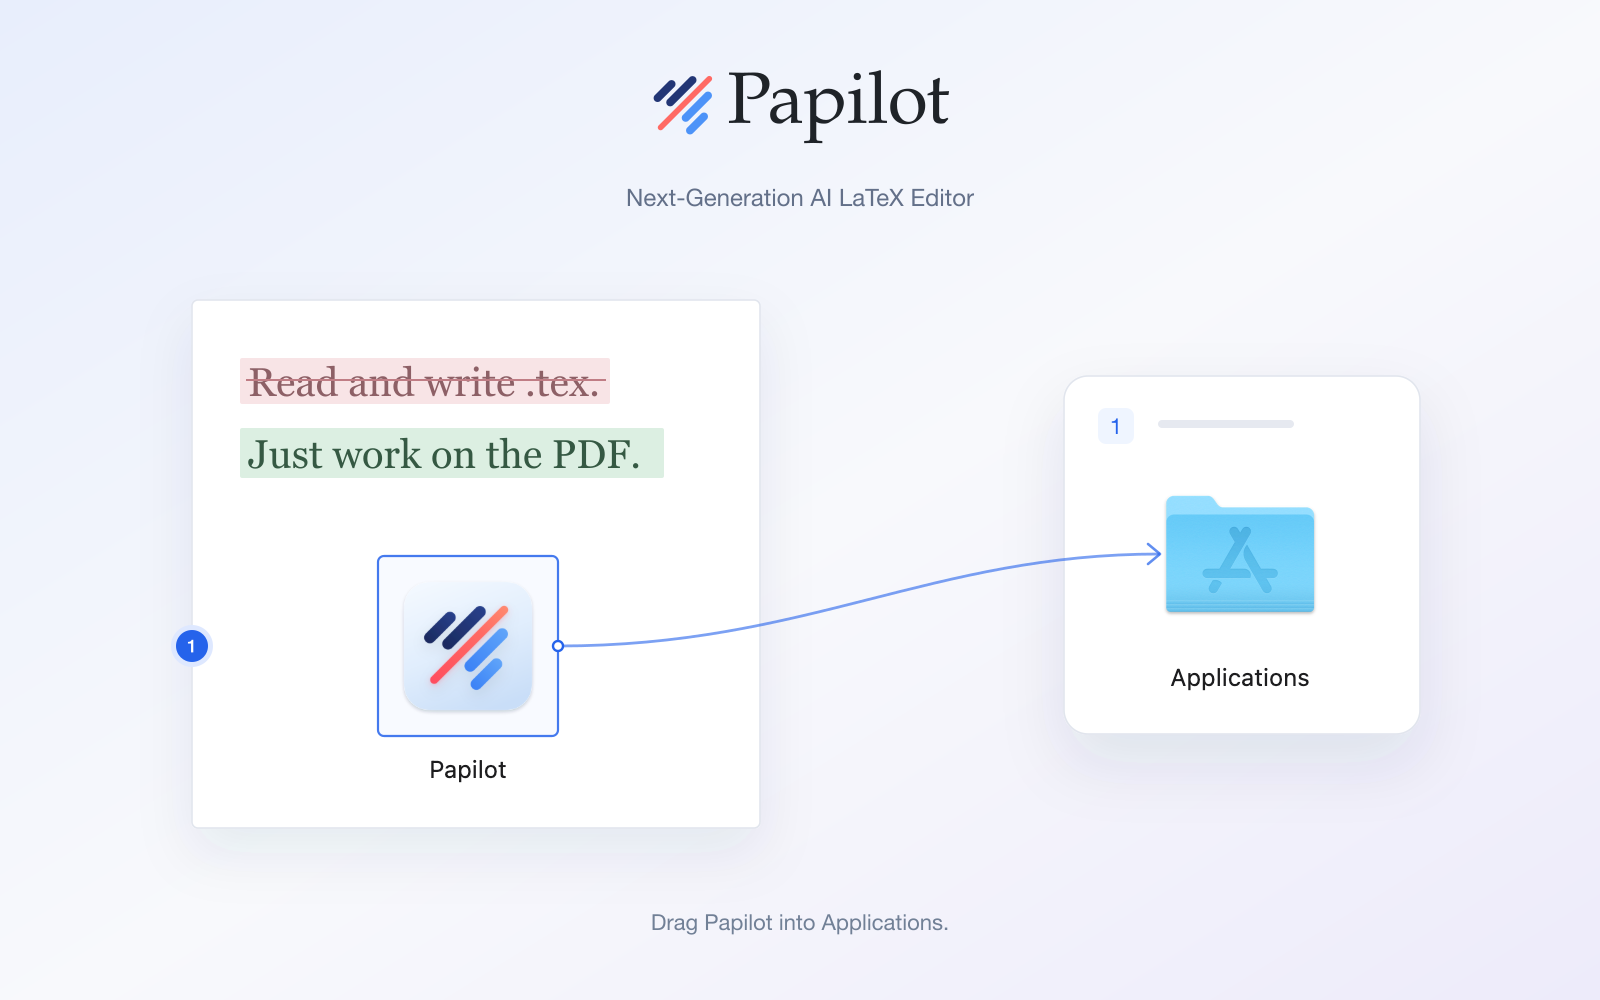 Papilot
Next-Generation AI LaTeX Editor
Read and write .tex.
Just work on the PDF.
1
Papilot
1
Applications
Drag Papilot into Applications.